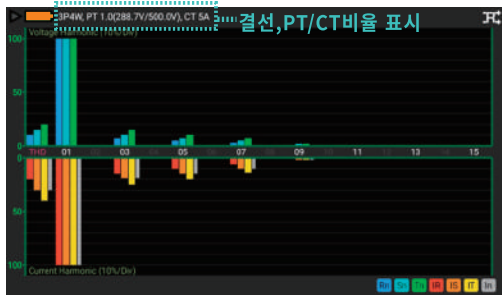 3P4W, PT 1.0(288.7V/500.0V), CT 5A
결선,PT/CT비율 표시
Voltage Harmonic (10%/Div)
100
50
0
THD 01 03 05 07 09 11 13 15
0
50
100
Current Harmonic (10%/Div)
Rn Sn Tn IR IS IT In